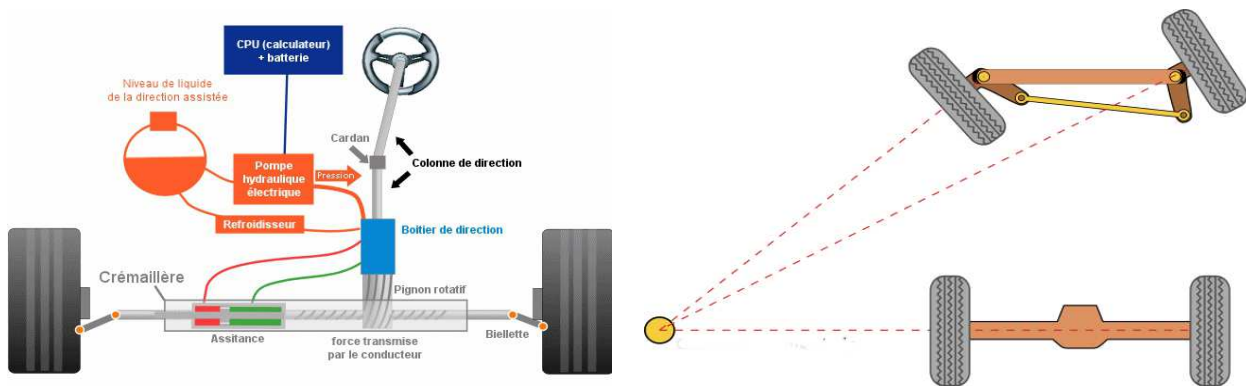 CPU (calculateur)
+ batterie
Niveau de liquide
de la direction assistée
Cardan
Colonne de direction
Pompe
hydraulique
électrique
Pression
Refroidisseur
Boitier de direction
Crémaillère
Pignon rotatif
Biellette
Assitance
force transmise
par le conducteur